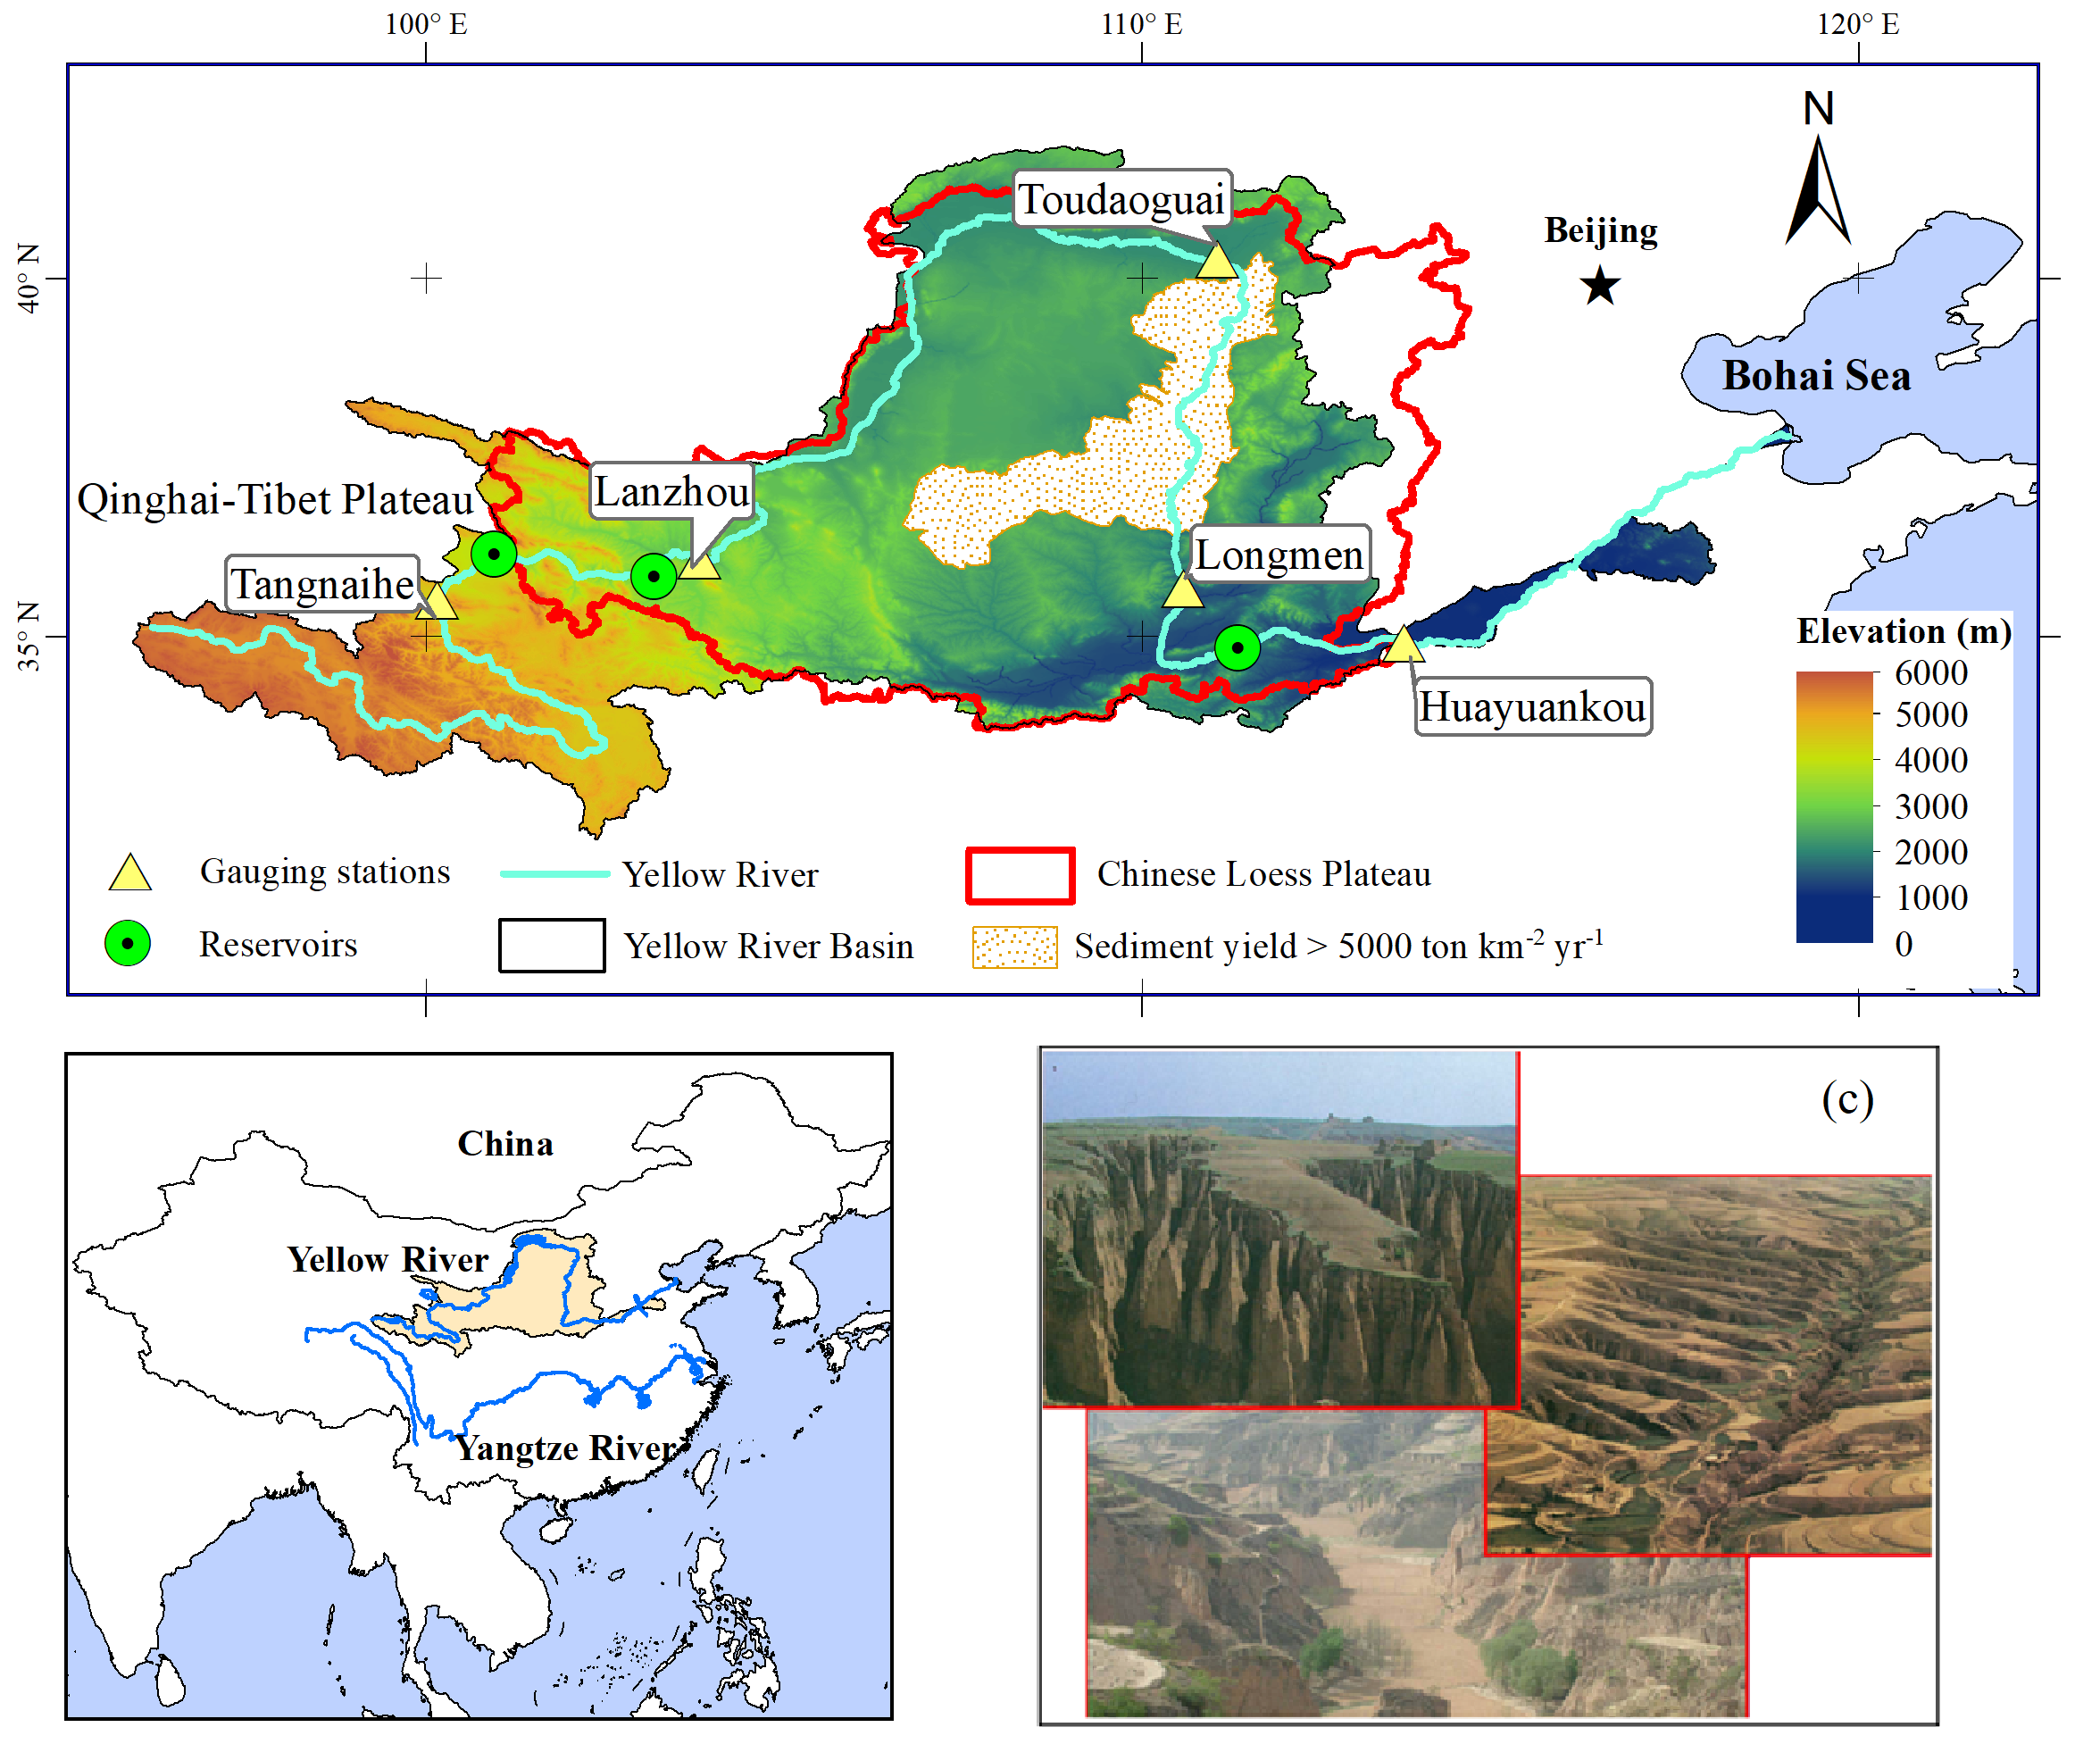 100° E
110° E
120° E
N
Toudaoguai
Beijing
40° N
Bohai Sea
Lanzhou
Qinghai-Tibet Plateau
Longmen
Tangnaihe
35° N
Huayuankou
Elevation (m)
6000
5000
4000
3000
2000
1000
0
Gauging stations
Yellow River
Chinese Loess Plateau
Reservoirs
Yellow River Basin
Sediment yield > 5000 ton km⁻² yr⁻¹
China
Yellow River
Yangtze River
(c)